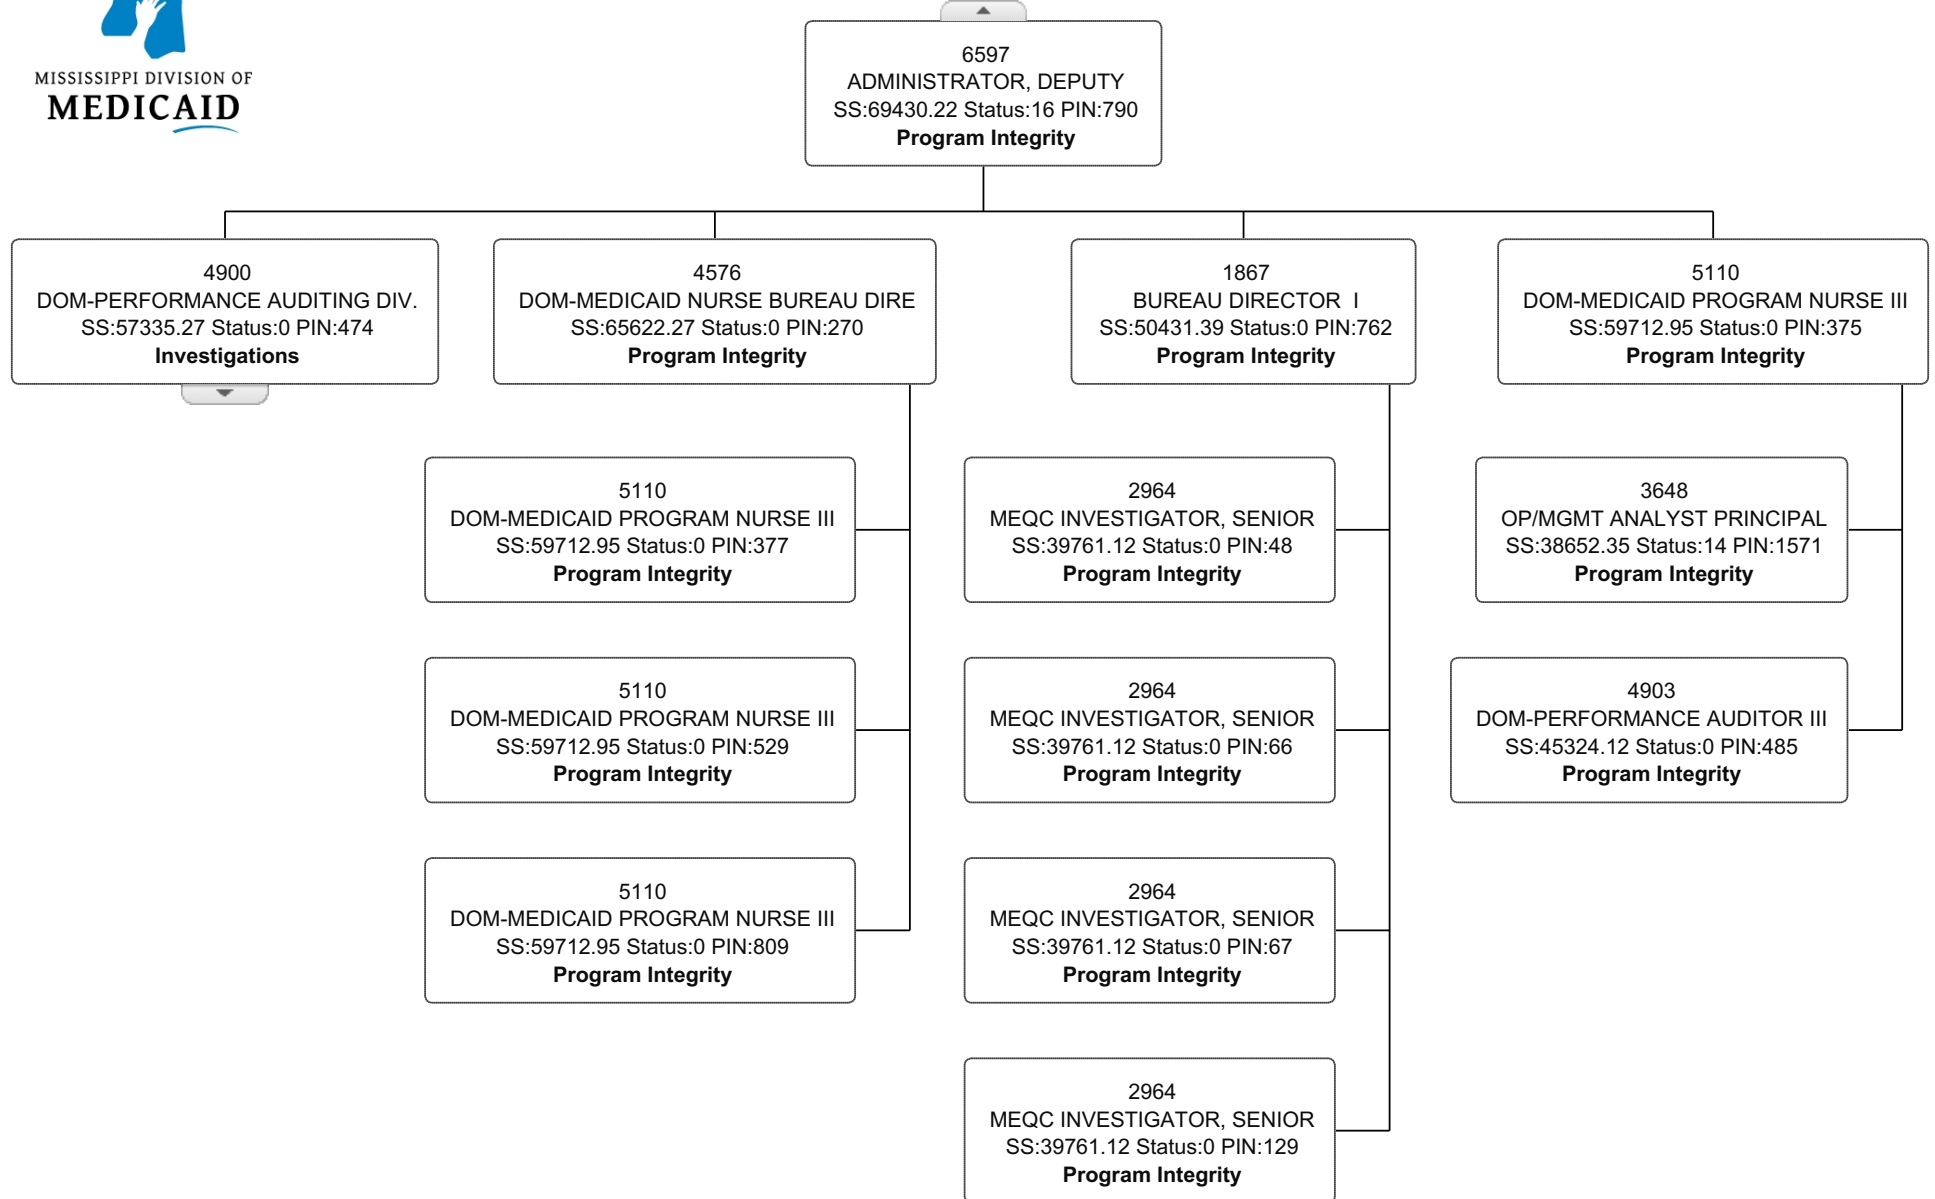 MISSISSIPPI DIVISION OF
MEDICAID
6597
ADMINISTRATOR, DEPUTY
SS:69430.22 Status:16 PIN:790
Program Integrity
4900
DOM-PERFORMANCE AUDITING DIV.
SS:57335.27 Status:0 PIN:474
Investigations
4576
DOM-MEDICAID NURSE BUREAU DIRE
SS:65622.27 Status:0 PIN:270
Program Integrity
1867
BUREAU DIRECTOR  I
SS:50431.39 Status:0 PIN:762
Program Integrity
5110
DOM-MEDICAID PROGRAM NURSE III
SS:59712.95 Status:0 PIN:375
Program Integrity
5110
DOM-MEDICAID PROGRAM NURSE III
SS:59712.95 Status:0 PIN:377
Program Integrity
2964
MEQC INVESTIGATOR, SENIOR
SS:39761.12 Status:0 PIN:48
Program Integrity
3648
OP/MGMT ANALYST PRINCIPAL
SS:38652.35 Status:14 PIN:1571
Program Integrity
5110
DOM-MEDICAID PROGRAM NURSE III
SS:59712.95 Status:0 PIN:529
Program Integrity
2964
MEQC INVESTIGATOR, SENIOR
SS:39761.12 Status:0 PIN:66
Program Integrity
4903
DOM-PERFORMANCE AUDITOR III
SS:45324.12 Status:0 PIN:485
Program Integrity
5110
DOM-MEDICAID PROGRAM NURSE III
SS:59712.95 Status:0 PIN:809
Program Integrity
2964
MEQC INVESTIGATOR, SENIOR
SS:39761.12 Status:0 PIN:67
Program Integrity
2964
MEQC INVESTIGATOR, SENIOR
SS:39761.12 Status:0 PIN:129
Program Integrity